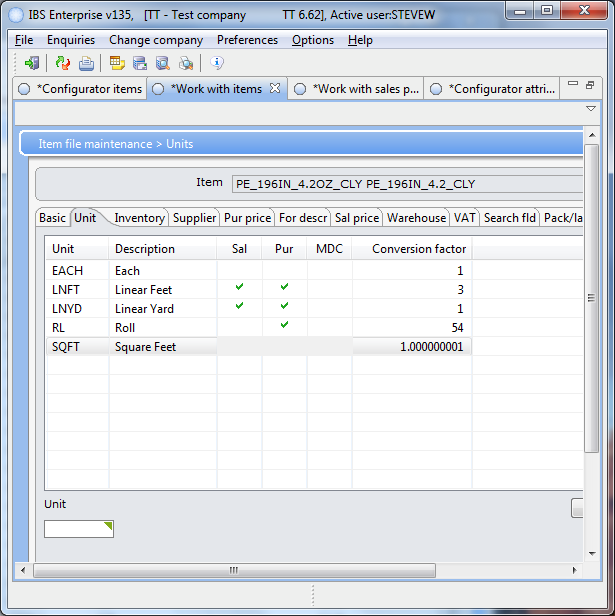 IBS Enterprise v135, [TT - Test company TT 6.62], Active user:STEVEW
File Enquiries Change company Preferences Options Help
*Configurator items *Work with items *Work with sales p... *Configurator attri...
Item file maintenance > Units
Item PE_196IN_4.2OZ_CLY PE_196IN_4.2_CLY
Basic Unit Inventory Supplier Pur price For descr Sal price Warehouse VAT Search fld Pack/la
Unit Description Sal Pur MDC Conversion factor
EACH Each 1
LNFT Linear Feet 3
LNYD Linear Yard 1
RL Roll 54
SQFT Square Feet 1.000000001
Unit